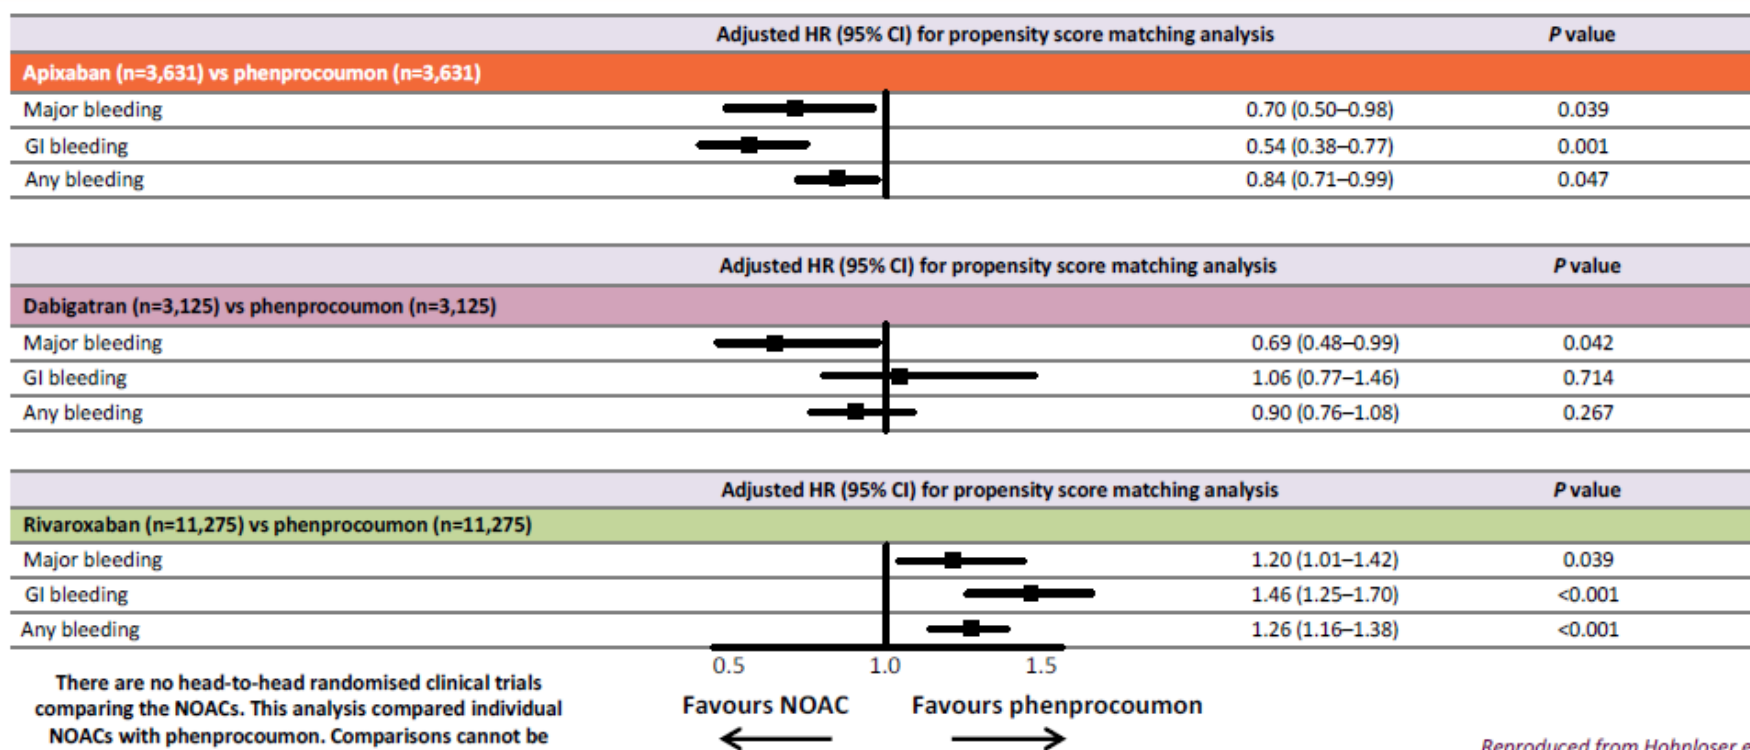 Adjusted HR (95% CI) for propensity score matching analysis P value
Apixaban (n=3,631) vs phenprocoumon (n=3,631)
Major bleeding 0.70 (0.50–0.98) 0.039
GI bleeding 0.54 (0.38–0.77) 0.001
Any bleeding 0.84 (0.71–0.99) 0.047
Adjusted HR (95% CI) for propensity score matching analysis P value
Dabigatran (n=3,125) vs phenprocoumon (n=3,125)
Major bleeding 0.69 (0.48–0.99) 0.042
GI bleeding 1.06 (0.77–1.46) 0.714
Any bleeding 0.90 (0.76–1.08) 0.267
Adjusted HR (95% CI) for propensity score matching analysis P value
Rivaroxaban (n=11,275) vs phenprocoumon (n=11,275)
Major bleeding 1.20 (1.01–1.42) 0.039
GI bleeding 1.46 (1.25–1.70) <0.001
Any bleeding 1.26 (1.16–1.38) <0.001
0.5 1.0 1.5
There are no head-to-head randomised clinical trials
comparing the NOACs. This analysis compared individual
NOACs with phenprocoumon. Comparisons cannot be
Favours NOAC Favours phenprocoumon
Reproduced from Hohnloser